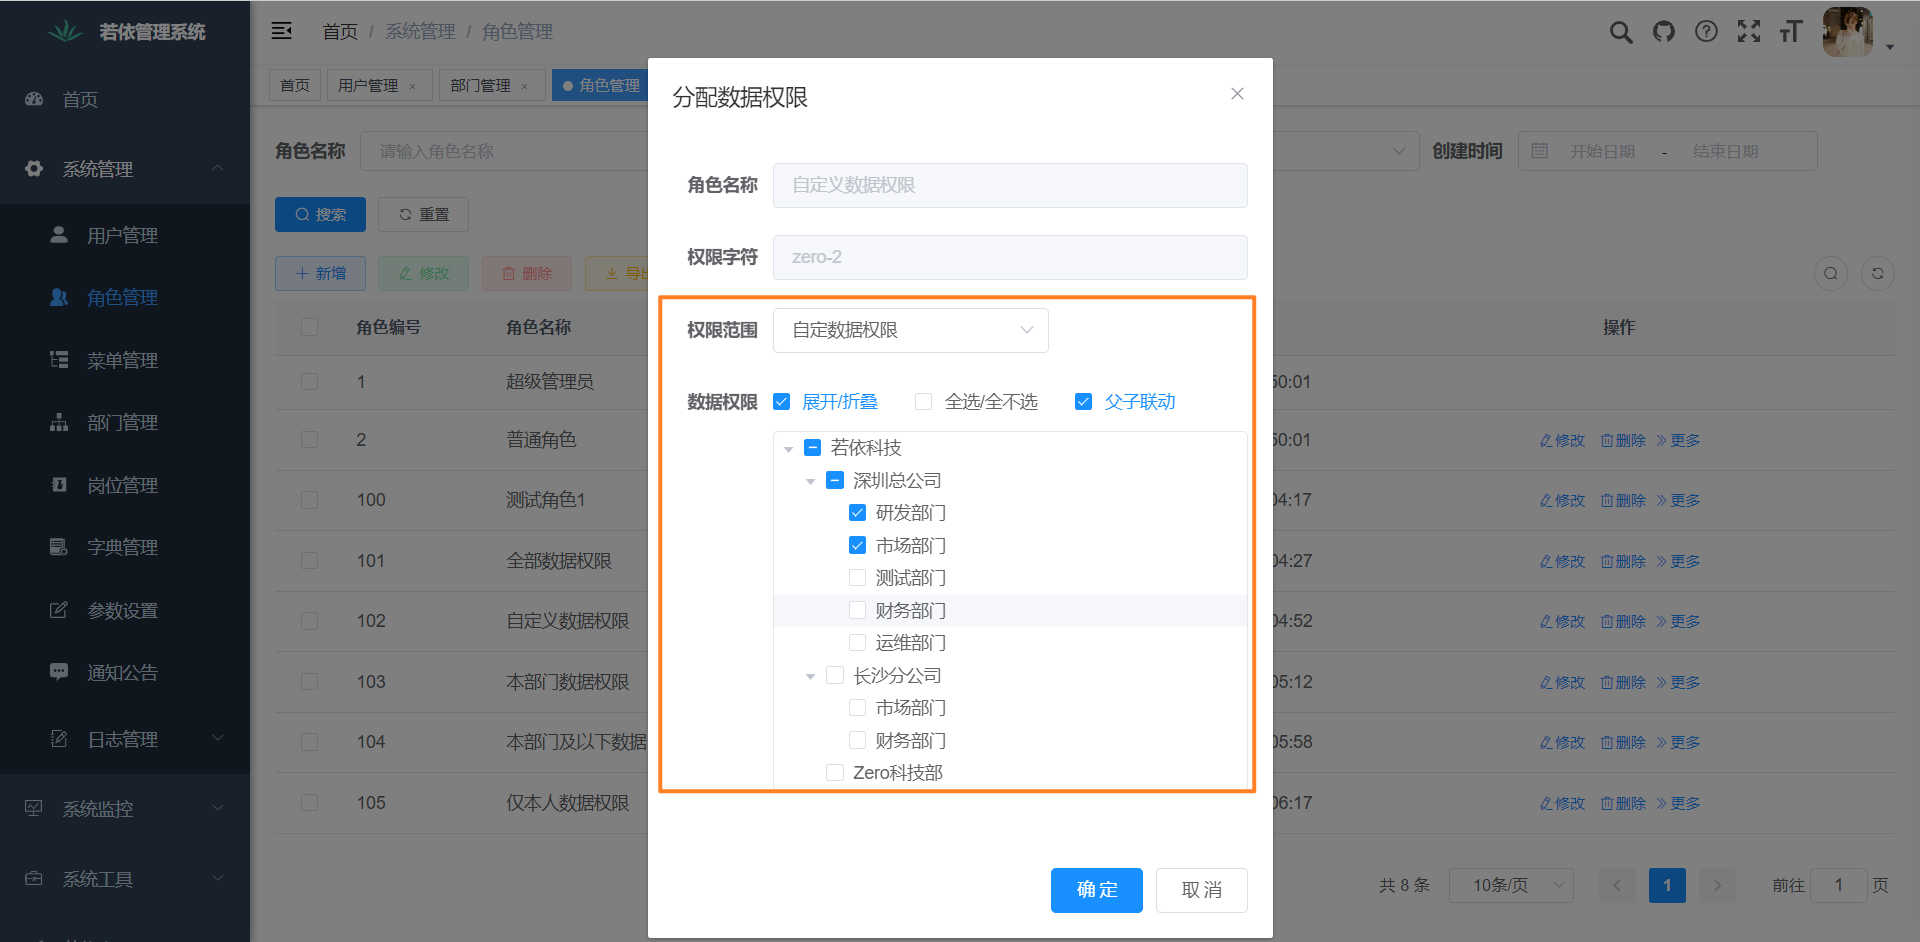 若依管理系统
首页 / 系统管理 / 角色管理
首页
用户管理 ×
部门管理 ×
角色管理
首页
系统管理
用户管理
角色管理
菜单管理
部门管理
岗位管理
字典管理
参数设置
通知公告
日志管理
系统监控
系统工具
角色名称 请输入角色名称
创建时间 开始日期 - 结束日期
搜索 重置
新增 修改 删除 导出
角色编号 角色名称 操作
1 超级管理员 50:01
2 普通角色 50:01 修改 删除 更多
100 测试角色1 04:17 修改 删除 更多
101 全部数据权限 04:27 修改 删除 更多
102 自定义数据权限 04:52 修改 删除 更多
103 本部门数据权限 05:12 修改 删除 更多
104 本部门及以下数据 05:58 修改 删除 更多
105 仅本人数据权限 06:17 修改 删除 更多
共 8 条 10条/页 1 前往 1 页
分配数据权限
角色名称 自定义数据权限
权限字符 zero-2
权限范围 自定数据权限
数据权限 展开/折叠 全选/全不选 父子联动
若依科技
深圳总公司
研发部门
市场部门
测试部门
财务部门
运维部门
长沙分公司
市场部门
财务部门
Zero科技部
确 定 取 消